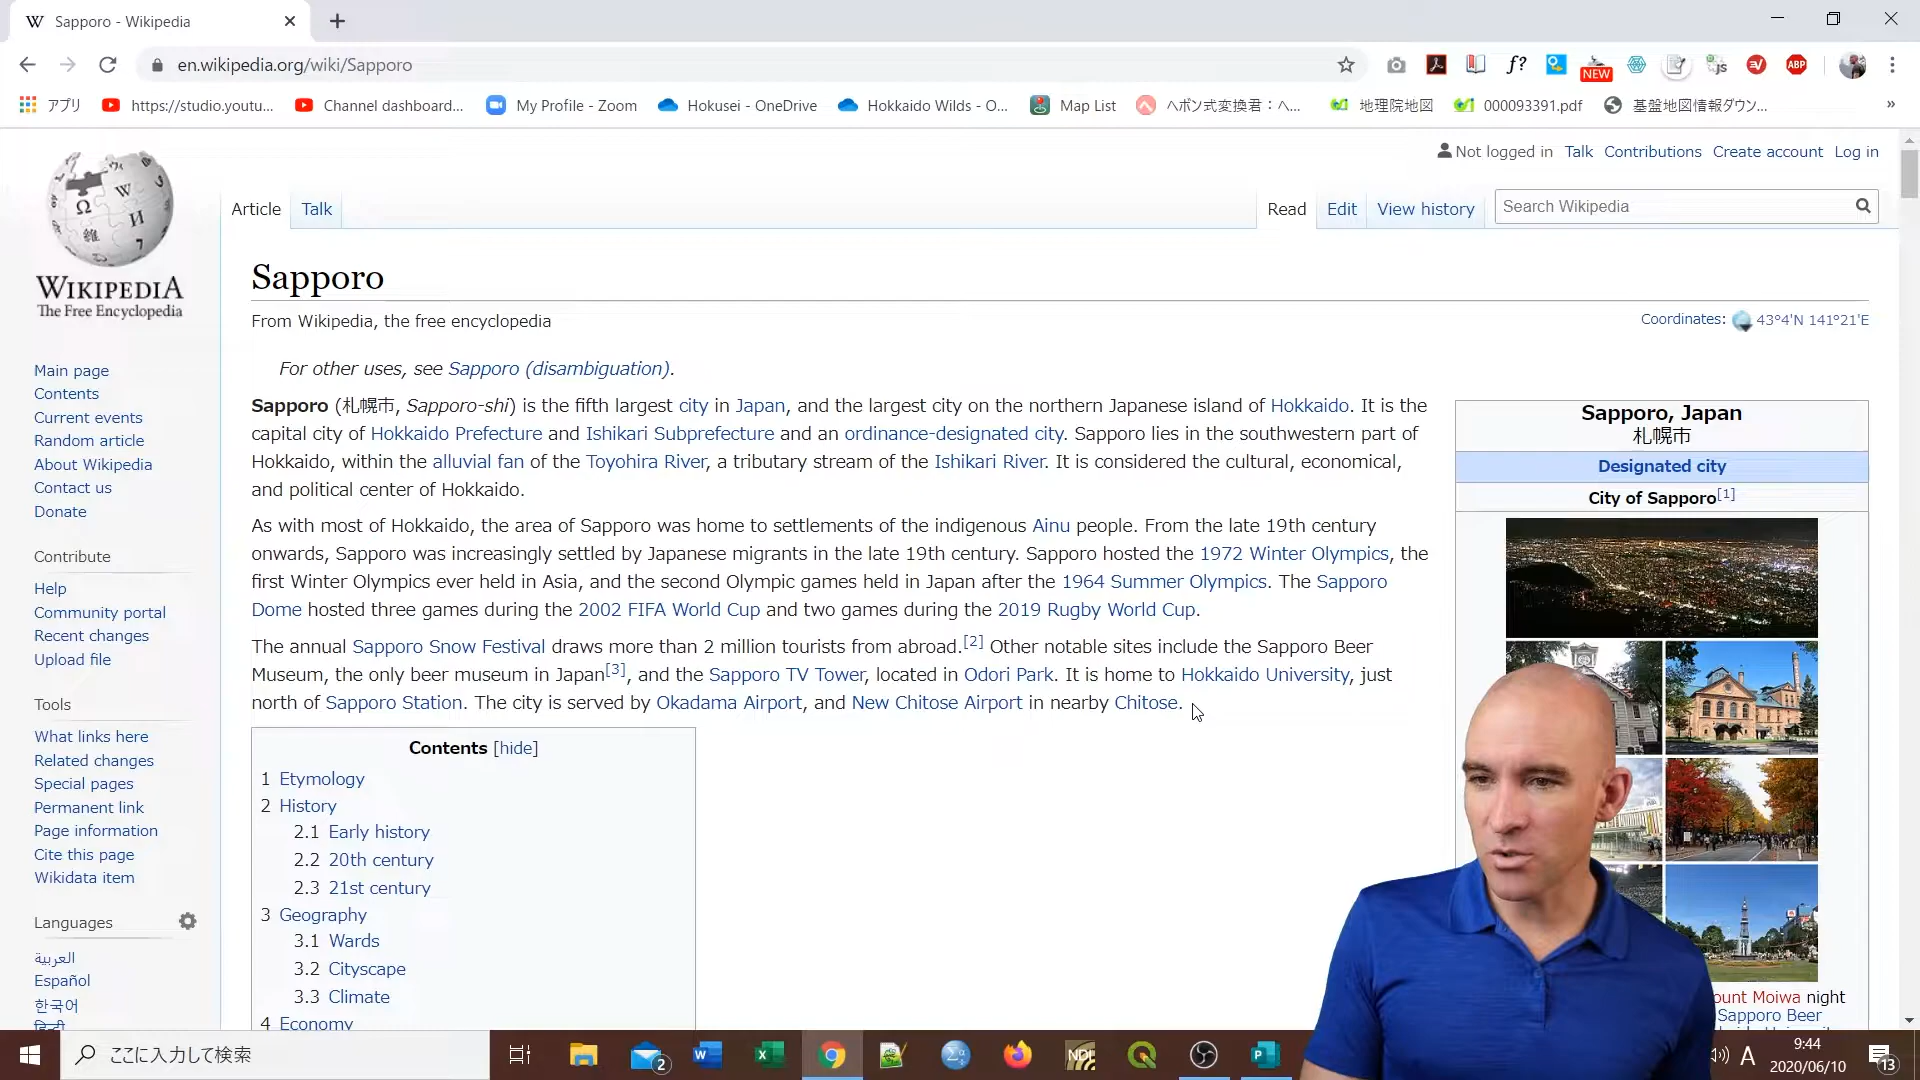 Sapporo - Wikipedia
en.wikipedia.org/wiki/Sapporo
f?
NEW
js
ABP
アプリ
https://studio.youtu...
Channel dashboard...
My Profile - Zoom
Hokusei - OneDrive
Hokkaido Wilds - O...
Map List
ヘボン式変換君：ヘ...
地理院地図
000093391.pdf
基盤地図情報ダウン...
»
Not logged in Talk Contributions Create account Log in
Article Talk
Read Edit View history
Search Wikipedia
WIKIPEDIA
The Free Encyclopedia
Main page
Contents
Current events
Random article
About Wikipedia
Contact us
Donate
Contribute
Help
Community portal
Recent changes
Upload file
Tools
What links here
Related changes
Special pages
Permanent link
Page information
Cite this page
Wikidata item
Languages
العربية
Español
한국어
Sapporo
From Wikipedia, the free encyclopedia
Coordinates: 43°4'N 141°21'E
For other uses, see Sapporo (disambiguation).
Sapporo (札幌市, Sapporo-shi) is the fifth largest city in Japan, and the largest city on the northern Japanese island of Hokkaido. It is the
capital city of Hokkaido Prefecture and Ishikari Subprefecture and an ordinance-designated city. Sapporo lies in the southwestern part of
Hokkaido, within the alluvial fan of the Toyohira River, a tributary stream of the Ishikari River. It is considered the cultural, economical,
and political center of Hokkaido.
As with most of Hokkaido, the area of Sapporo was home to settlements of the indigenous Ainu people. From the late 19th century
onwards, Sapporo was increasingly settled by Japanese migrants in the late 19th century. Sapporo hosted the 1972 Winter Olympics, the
first Winter Olympics ever held in Asia, and the second Olympic games held in Japan after the 1964 Summer Olympics. The Sapporo
Dome hosted three games during the 2002 FIFA World Cup and two games during the 2019 Rugby World Cup.
The annual Sapporo Snow Festival draws more than 2 million tourists from abroad.[2] Other notable sites include the Sapporo Beer
Museum, the only beer museum in Japan[3], and the Sapporo TV Tower, located in Odori Park. It is home to Hokkaido University, just
north of Sapporo Station. The city is served by Okadama Airport, and New Chitose Airport in nearby Chitose.
Contents [hide]
1 Etymology
2 History
2.1 Early history
2.2 20th century
2.3 21st century
3 Geography
3.1 Wards
3.2 Cityscape
3.3 Climate
4 Economy
Sapporo, Japan
札幌市
Designated city
City of Sapporo[1]
ount Moiwa night
Sapporo Beer
ここに入力して検索
2
NDI
A
9:44
2020/06/10
13